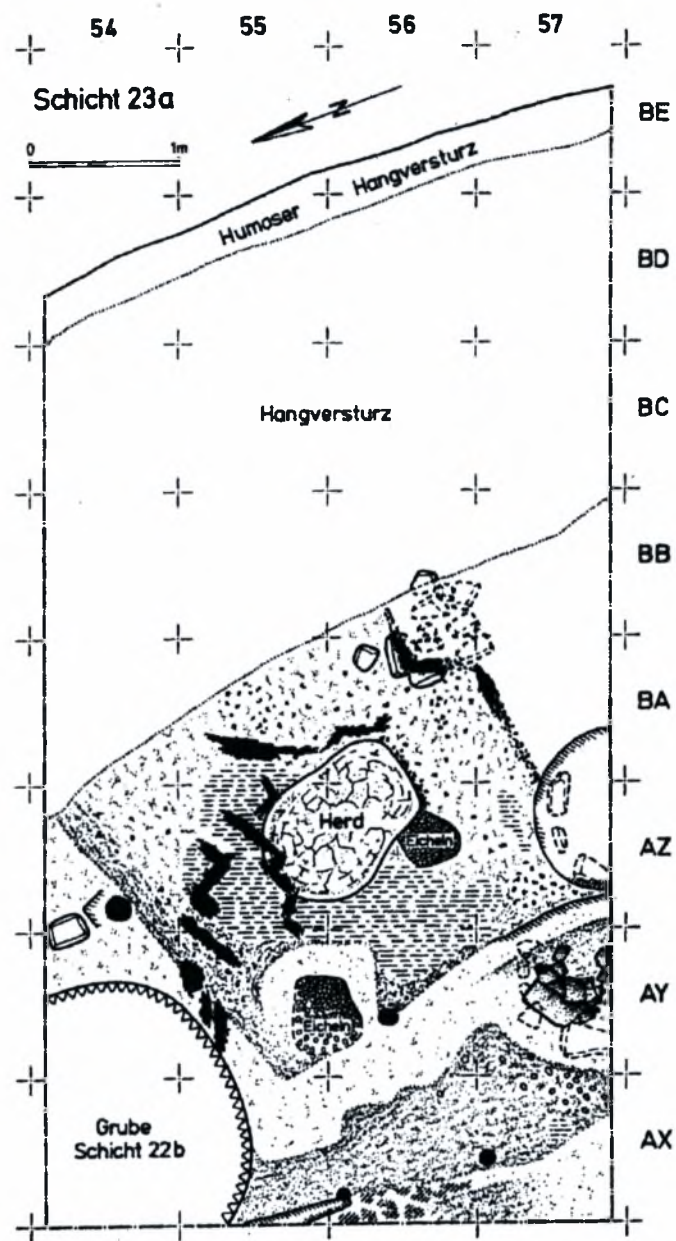 54 55 56 57
Schicht 23a
N
BE
0 1m
Humoser Hangversturz
BD
Hangversturz
BC
BB
BA
Herd
Eicheln
AZ
AY
Eicheln
Grube
Schicht 22b
AX